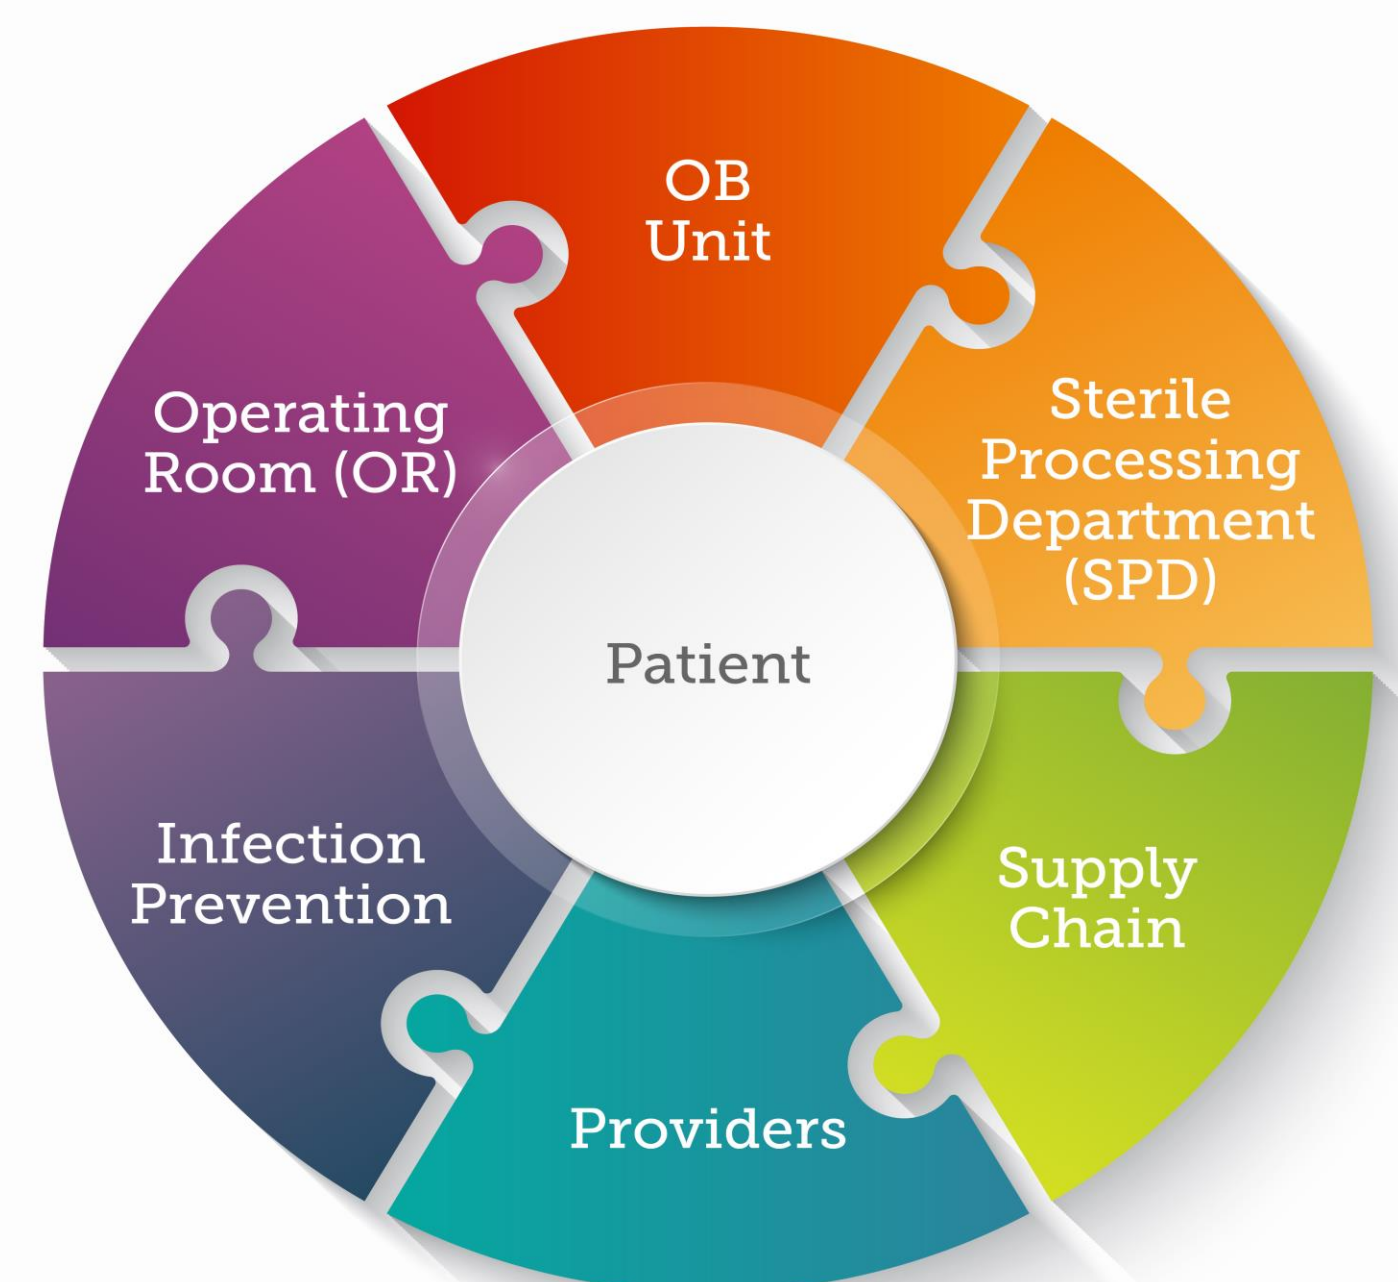 OB
Unit
Sterile
Processing
Department
(SPD)
Supply
Chain
Providers
Infection
Prevention
Operating
Room (OR)
Patient